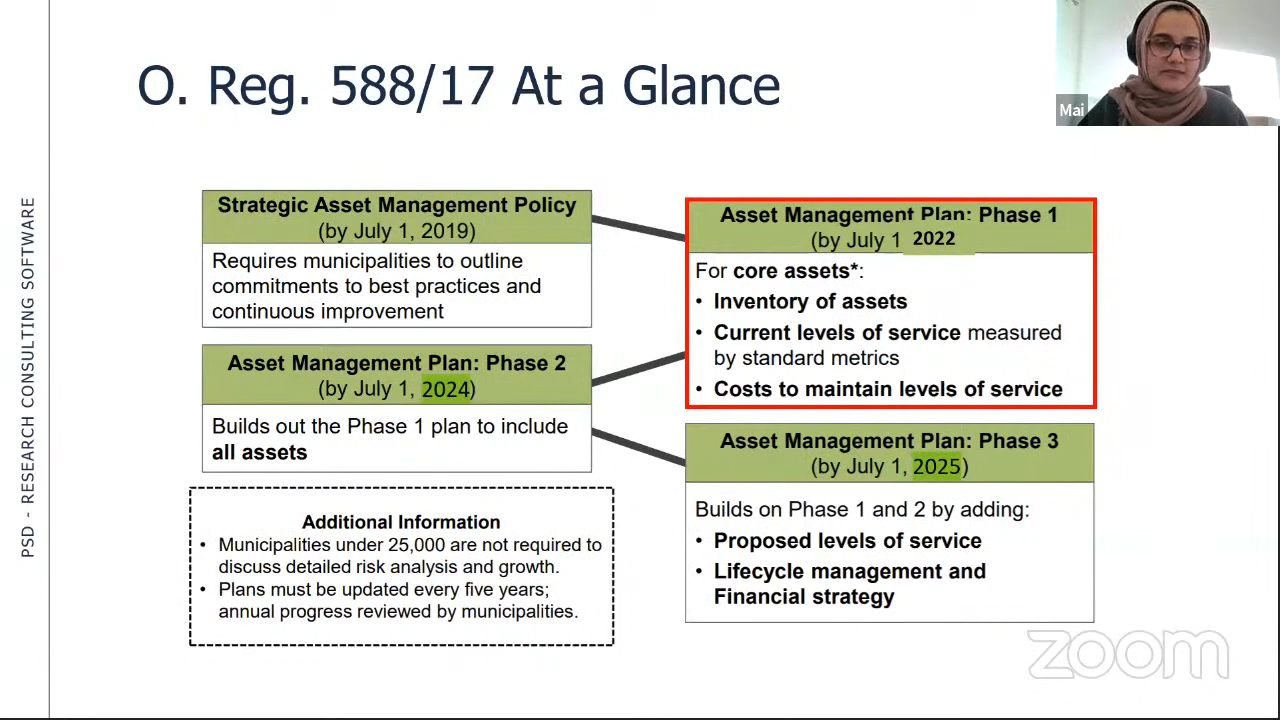 O. Reg. 588/17 At a Glance
Mai
PSD - RESEARCH CONSULTING SOFTWARE
Strategic Asset Management Policy
(by July 1, 2019)
Requires municipalities to outline
commitments to best practices and
continuous improvement
Asset Management Plan: Phase 1
(by July 1 2022
For core assets*:
• Inventory of assets
• Current levels of service measured
by standard metrics
• Costs to maintain levels of service
Asset Management Plan: Phase 2
(by July 1, 2024)
Builds out the Phase 1 plan to include
all assets
Asset Management Plan: Phase 3
(by July 1, 2025)
Builds on Phase 1 and 2 by adding:
• Proposed levels of service
• Lifecycle management and
Financial strategy
Additional Information
• Municipalities under 25,000 are not required to
discuss detailed risk analysis and growth.
• Plans must be updated every five years;
annual progress reviewed by municipalities.
zoom